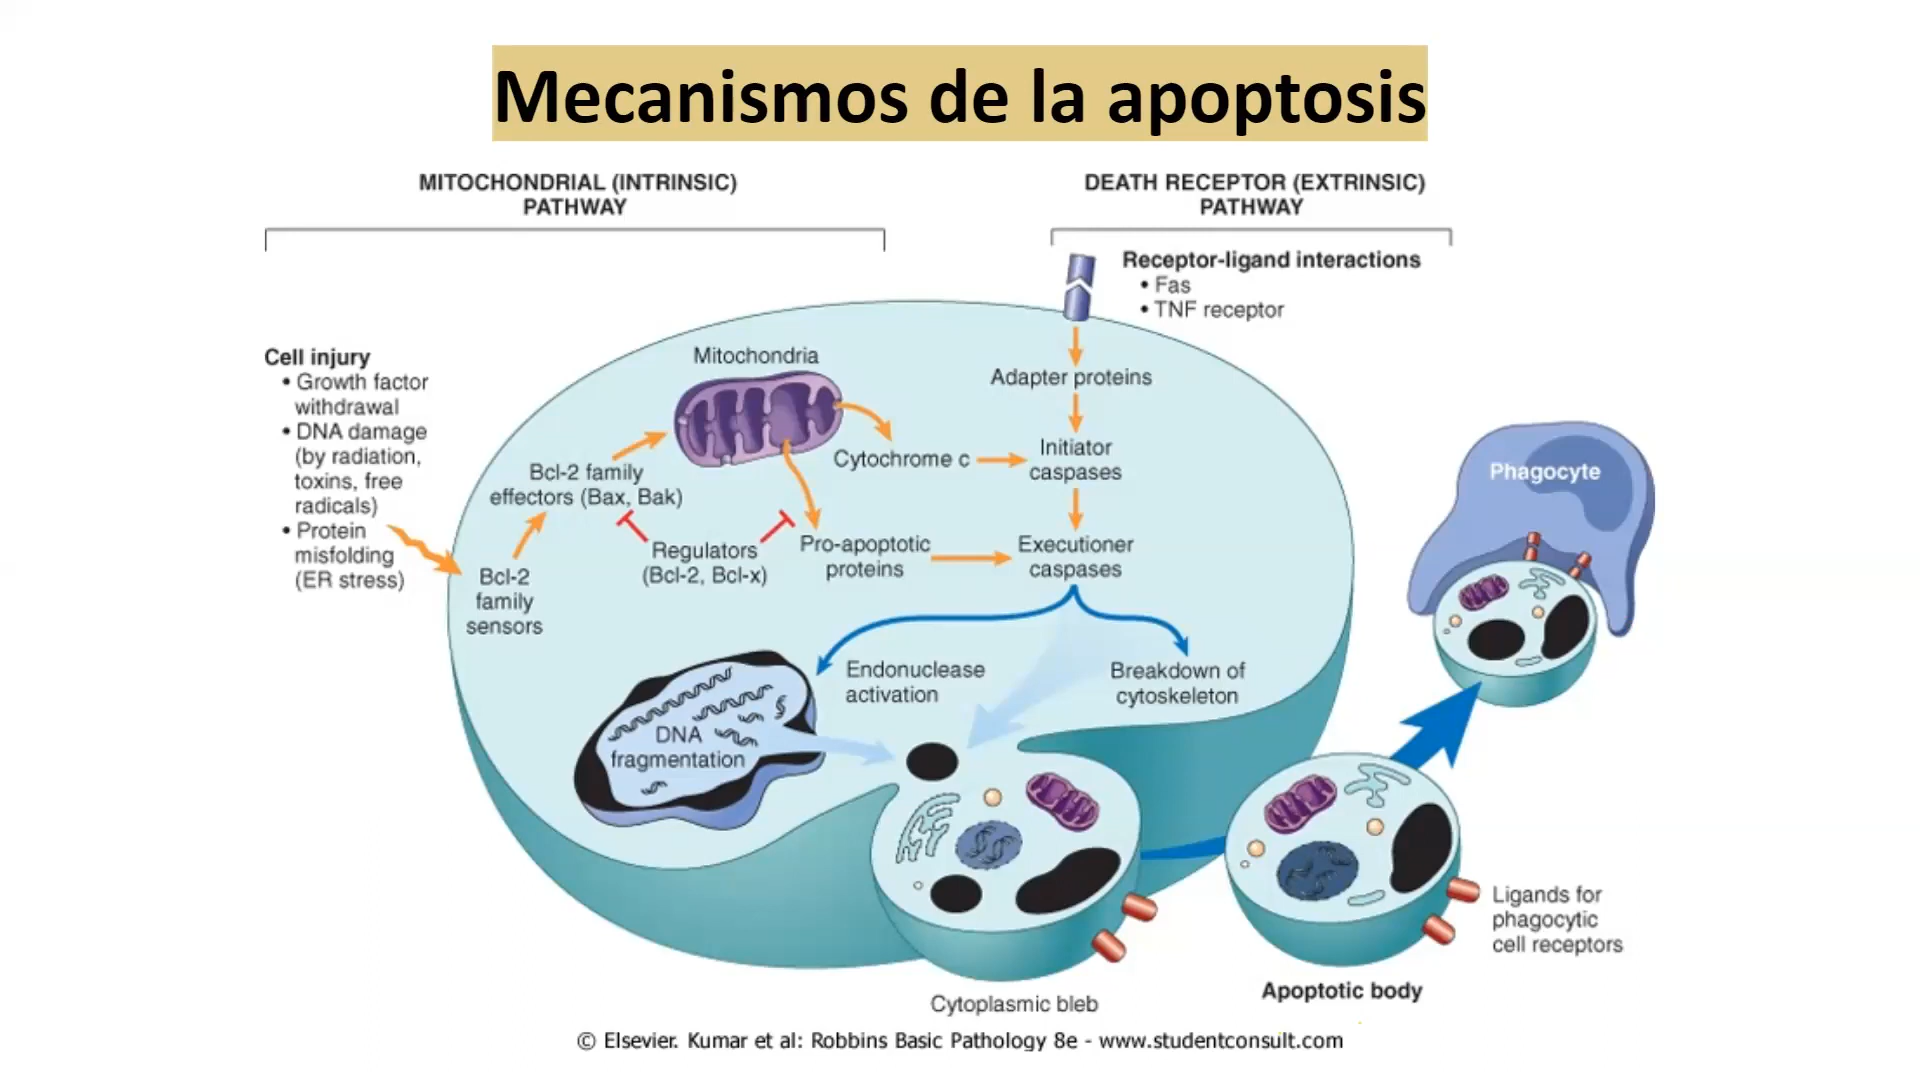 Mecanismos de la apoptosis
MITOCHONDRIAL (INTRINSIC)
PATHWAY
DEATH RECEPTOR (EXTRINSIC)
PATHWAY
Receptor-ligand interactions
• Fas
• TNF receptor
Cell injury
• Growth factor
withdrawal
• DNA damage
(by radiation,
toxins, free
radicals)
• Protein
misfolding
(ER stress)
Mitochondria
Adapter proteins
Bcl-2 family
effectors (Bax, Bak)
Cytochrome c
Initiator
caspases
Regulators
(Bcl-2, Bcl-x)
Pro-apoptotic
proteins
Executioner
caspases
Bcl-2
family
sensors
Endonuclease
activation
Breakdown of
cytoskeleton
DNA
fragmentation
Phagocyte
Ligands for
phagocytic
cell receptors
Cytoplasmic bleb
Apoptotic body
© Elsevier. Kumar et al: Robbins Basic Pathology 8e - www.studentconsult.com